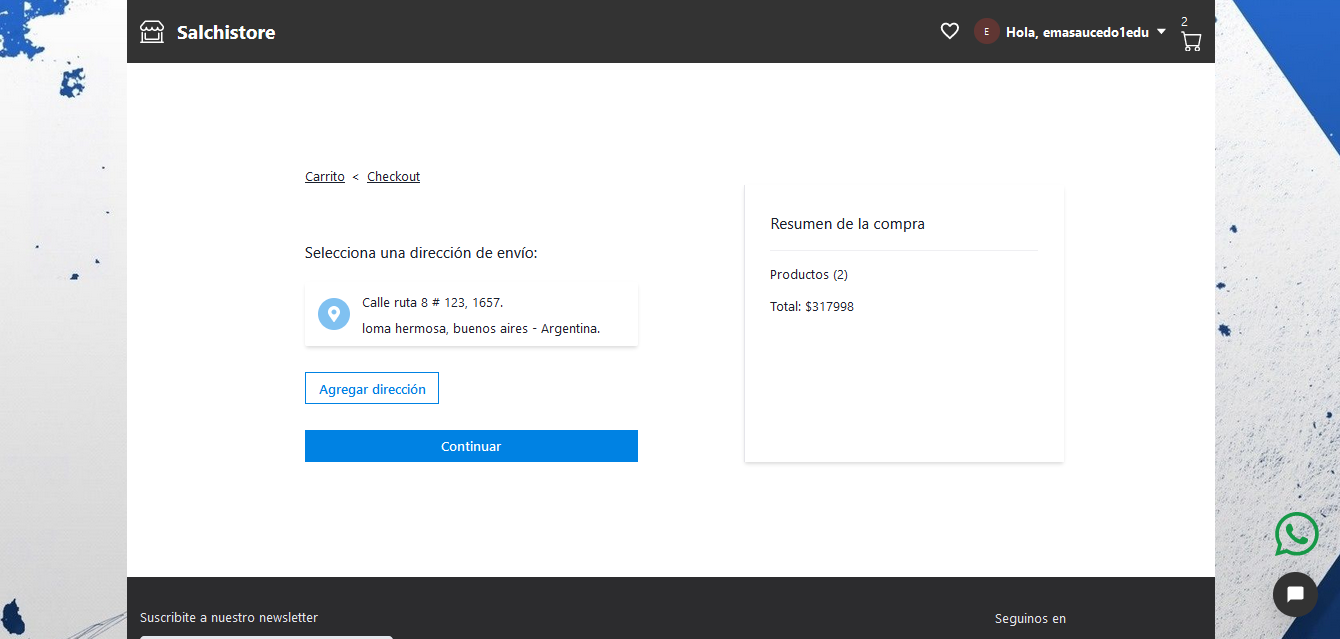 Salchistore
E
Hola, emasaucedo1edu
2
Carrito < Checkout
Selecciona una dirección de envío:
Calle ruta 8 # 123, 1657.
loma hermosa, buenos aires - Argentina.
Agregar dirección
Continuar
Resumen de la compra
Productos (2)
Total: $317998
Suscribite a nuestro newsletter
Seguinos en